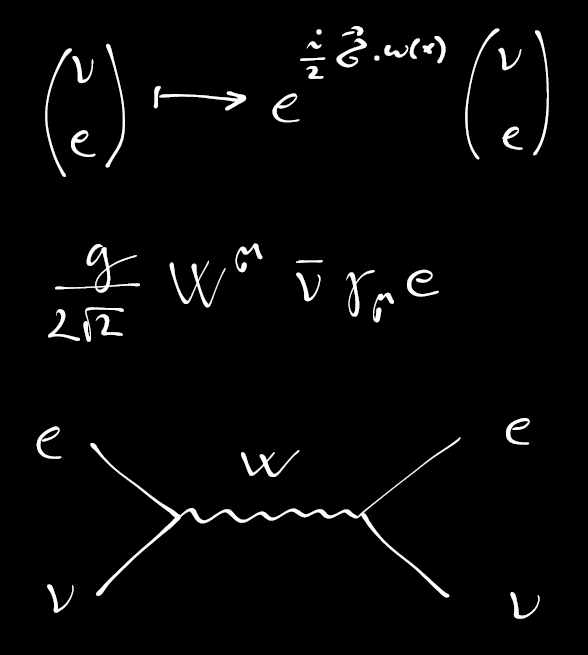 (ν e) ↦ e^{i/2 σ⃗·ω(x)} (ν e)
g/2√2 W^μ ν̄ γ_μ e
e W e
ν ν